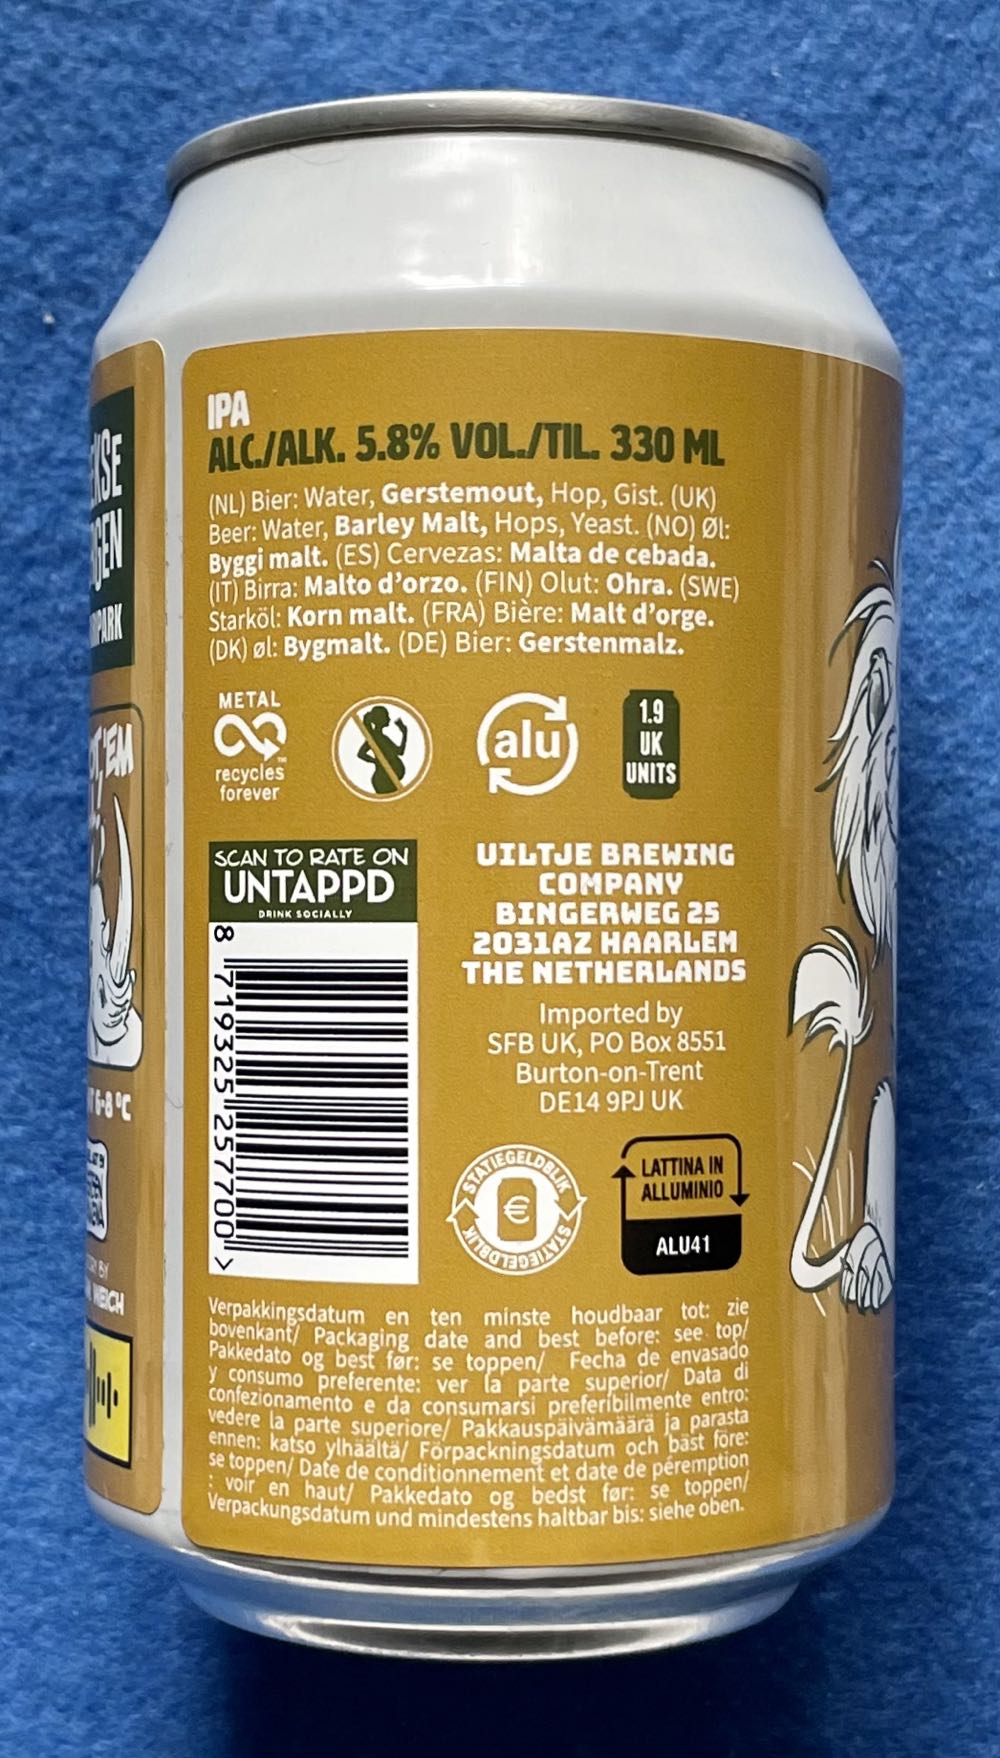 IPA
ALC./ALK. 5.8% VOL./TIL. 330 ML
(NL) Bier: Water, Gerstemout, Hop, Gist. (UK)
Beer: Water, Barley Malt, Hops, Yeast. (NO) Øl:
Byggi malt. (ES) Cervezas: Malta de cebada.
(IT) Birra: Malto d'orzo. (FIN) Olut: Ohra. (SWE)
Starköl: Korn malt. (FRA) Bière: Malt d'orge.
(DK) øl: Bygmalt. (DE) Bier: Gerstenmalz.
METAL
recycles
forever
alu
1.9
UK
UNITS
SCAN TO RATE ON
UNTAPPD
DRINK SOCIALLY
8 719325 257700 >
UILTJE BREWING
COMPANY
BINGERWEG 25
2031AZ HAARLEM
THE NETHERLANDS
Imported by
SFB UK, PO Box 8551
Burton-on-Trent
DE14 9PJ UK
STATIEGELDBLIK
STATIEGELDBLIK
€
LATTINA IN
ALLUMINIO
ALU41
Verpakkingsdatum en ten minste houdbaar tot: zie
bovenkant/ Packaging date and best before: see top/
Pakkedato og best før: se toppen/ Fecha de envasado
y consumo preferente: ver la parte superior/ Data di
confezionamento e da consumarsi preferibilmente entro:
vedere la parte superiore/ Pakkauspäivämäärä ja parasta
ennen: katso ylhäältä/ Förpackningsdatum och bäst före:
se toppen/ Date de conditionnement et date de péremption
: voir en haut/ Pakkedato og bedst før: se toppen/
Verpackungsdatum und mindestens haltbar bis: siehe oben.
6-8 °C